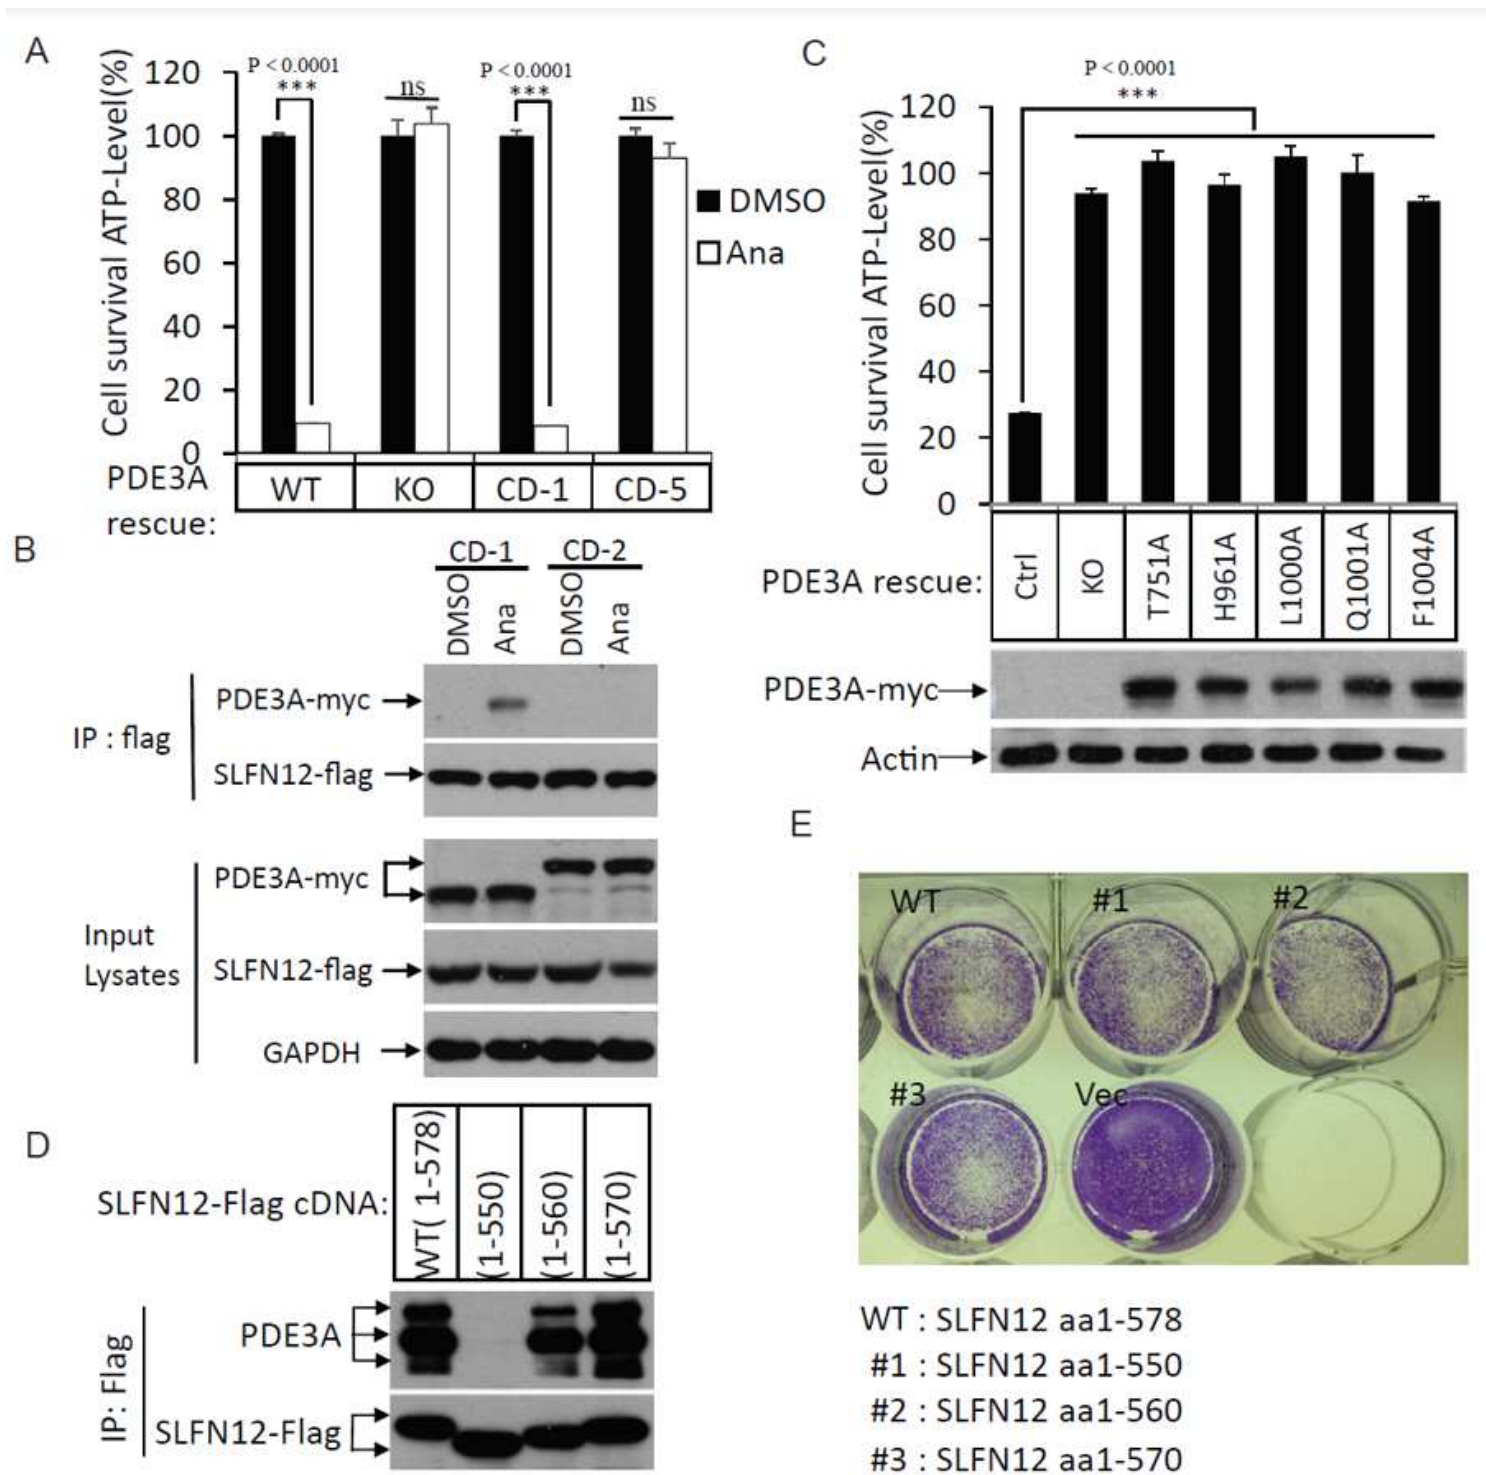 A
Cell survival ATP-Level(%)
120
100
80
60
40
20
0
P < 0.0001
***
ns
P < 0.0001
***
ns
DMSO
Ana
PDE3A
rescue:
WT
KO
CD-1
CD-5
B
CD-1
CD-2
DMSO
Ana
DMSO
Ana
IP : flag
PDE3A-myc
SLFN12-flag
Input
Lysates
PDE3A-myc
SLFN12-flag
GAPDH
C
Cell survival ATP-Level(%)
120
100
80
60
40
20
0
P < 0.0001
***
PDE3A rescue:
Ctrl
KO
T751A
H961A
L1000A
Q1001A
F1004A
PDE3A-myc
Actin
D
SLFN12-Flag cDNA:
WT( 1-578)
(1-550)
(1-560)
(1-570)
IP: Flag
PDE3A
SLFN12-Flag
E
WT
#1
#2
#3
Vec
WT : SLFN12 aa1-578
#1 : SLFN12 aa1-550
#2 : SLFN12 aa1-560
#3 : SLFN12 aa1-570